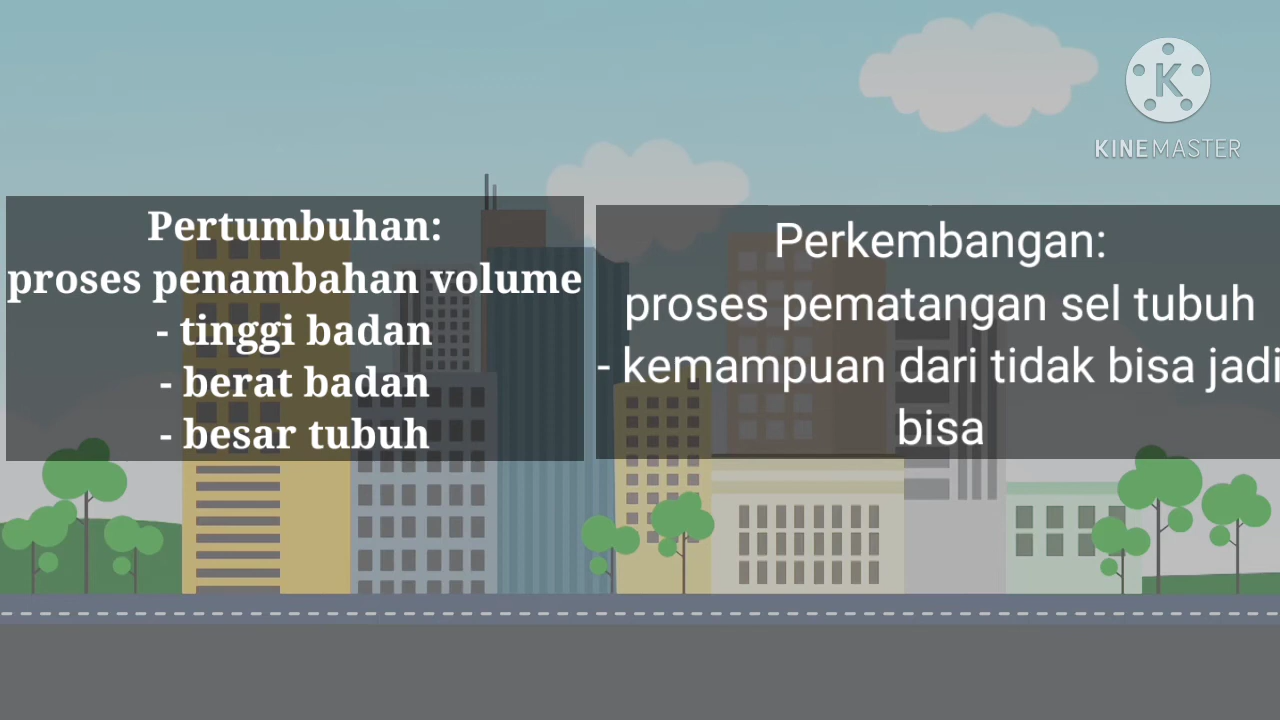 Pertumbuhan:
proses penambahan volume
- tinggi badan
- berat badan
- besar tubuh
Perkembangan:
proses pematangan sel tubuh
- kemampuan dari tidak bisa jadi
bisa
K
KINEMASTER